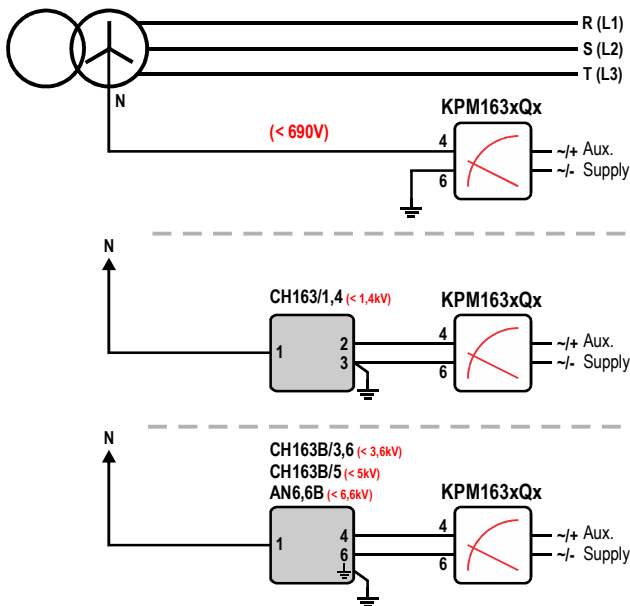 R (L1)
S (L2)
T (L3)
N
KPM163xQx
(< 690V)
4
~/+ Aux.
6
~/- Supply
N
CH163/1,4 (< 1,4kV)
KPM163xQx
1
2
3
4
~/+ Aux.
6
~/- Supply
N
CH163B/3,6 (< 3,6kV)
CH163B/5 (< 5kV)
AN6,6B (< 6,6kV)
KPM163xQx
1
4
6
4
~/+ Aux.
6
~/- Supply